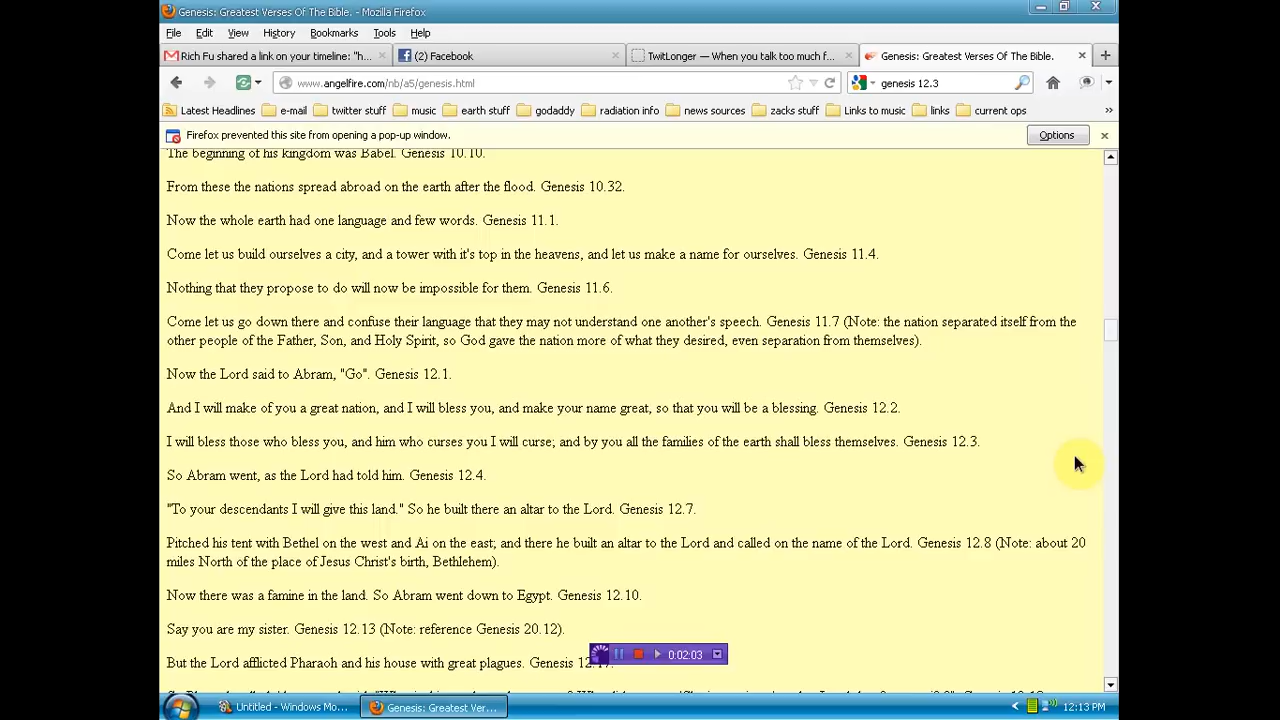 Genesis: Greatest Verses Of The Bible. - Mozilla Firefox
File Edit View History Bookmarks Tools Help
Rich Fu shared a link on your timeline: "h... (2) Facebook TwitLonger — When you talk too much f... Genesis: Greatest Verses Of The Bible.
www.angelfire.com/nb/a5/genesis.html genesis 12.3
Latest Headlines e-mail twitter stuff music earth stuff godaddy radiation info news sources zacks stuff Links to music links current ops
Firefox prevented this site from opening a pop-up window. Options
The beginning of his kingdom was Babel. Genesis 10.10.
From these the nations spread abroad on the earth after the flood. Genesis 10.32.
Now the whole earth had one language and few words. Genesis 11.1.
Come let us build ourselves a city, and a tower with it's top in the heavens, and let us make a name for ourselves. Genesis 11.4.
Nothing that they propose to do will now be impossible for them. Genesis 11.6.
Come let us go down there and confuse their language that they may not understand one another's speech. Genesis 11.7 (Note: the nation separated itself from the
other people of the Father, Son, and Holy Spirit, so God gave the nation more of what they desired, even separation from themselves).
Now the Lord said to Abram, "Go". Genesis 12.1.
And I will make of you a great nation, and I will bless you, and make your name great, so that you will be a blessing. Genesis 12.2.
I will bless those who bless you, and him who curses you I will curse; and by you all the families of the earth shall bless themselves. Genesis 12.3.
So Abram went, as the Lord had told him. Genesis 12.4.
"To your descendants I will give this land." So he built there an altar to the Lord. Genesis 12.7.
Pitched his tent with Bethel on the west and Ai on the east; and there he built an altar to the Lord and called on the name of the Lord. Genesis 12.8 (Note: about 20
miles North of the place of Jesus Christ's birth, Bethlehem).
Now there was a famine in the land. So Abram went down to Egypt. Genesis 12.10.
Say you are my sister. Genesis 12.13 (Note: reference Genesis 20.12).
But the Lord afflicted Pharaoh and his house with great plagues. Genesis 12.17.
0:02:03
Untitled - Windows Mo... Genesis: Greatest Ver... 12:13 PM